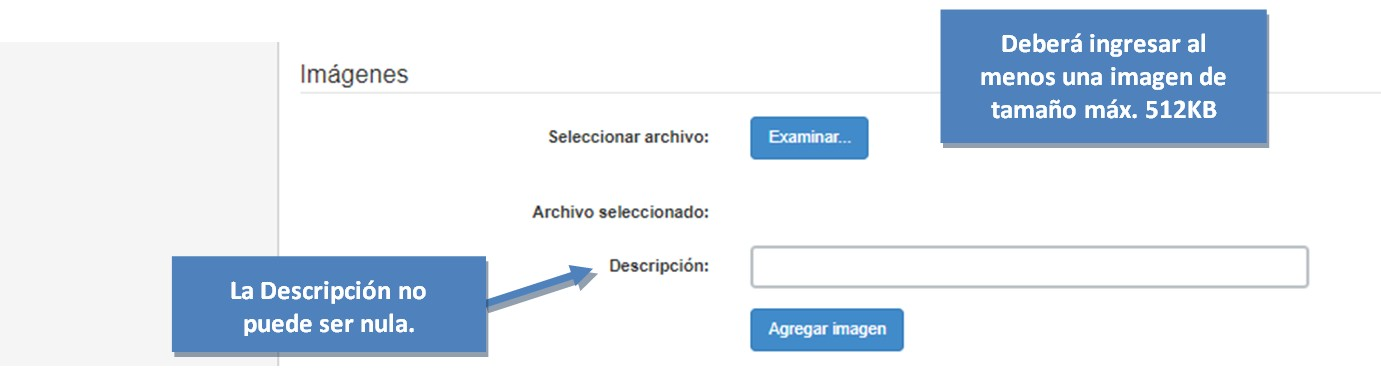 Deberá ingresar al
menos una imagen de
tamaño máx. 512KB
Imágenes
Seleccionar archivo:
Examinar...
Archivo seleccionado:
Descripción:
La Descripción no
puede ser nula.
Agregar imagen